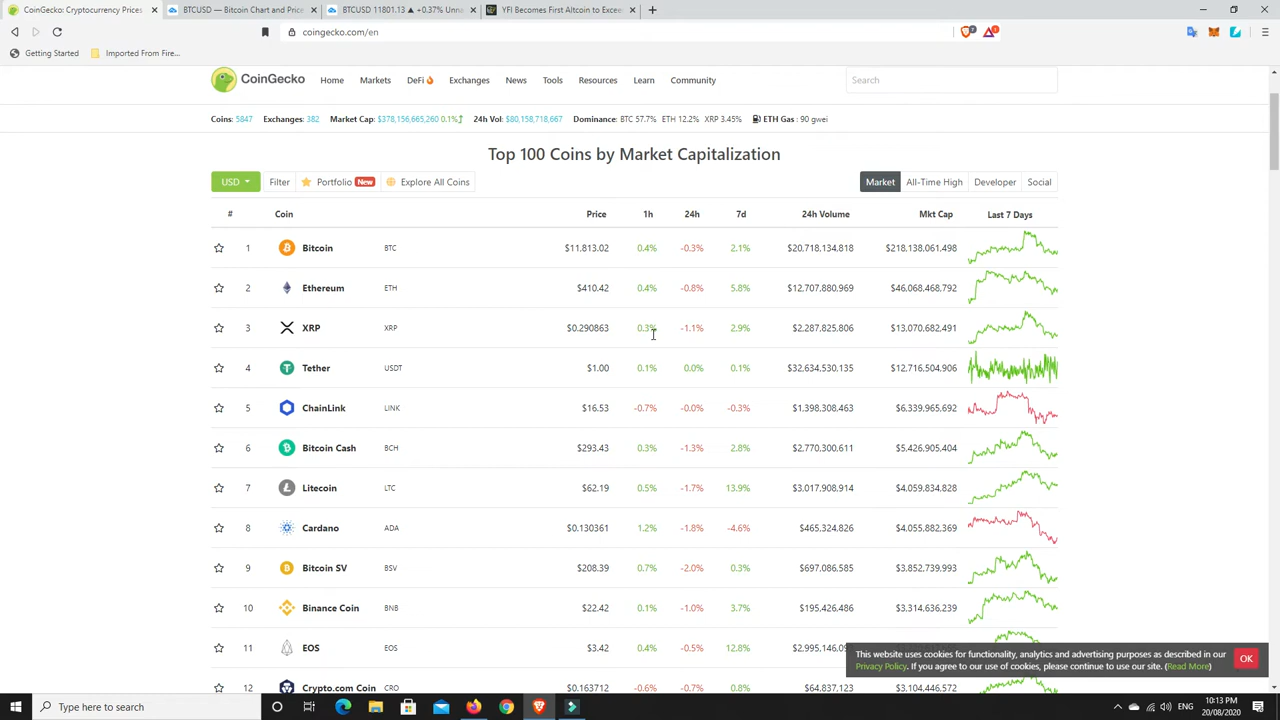 CoinGecko: Cryptocurrency Prices
BTCUSD — Bitcoin Chart and Price
BTCUSD 11801.13 ▲ +0.37% Unna
YFI Becomes First Altcoin to Excee
coingecko.com/en
Getting Started
Imported From Fire...
CoinGecko
Home
Markets
DeFi
Exchanges
News
Tools
Resources
Learn
Community
Search
Coins: 5847 Exchanges: 382 Market Cap: $378,156,665,260 0.1% 24h Vol: $80,158,718,667 Dominance: BTC 57.7% ETH 12.2% XRP 3.45% ETH Gas: 90 gwei
Top 100 Coins by Market Capitalization
USD
Filter
Portfolio New
Explore All Coins
Market
All-Time High
Developer
Social
# Coin Price 1h 24h 7d 24h Volume Mkt Cap Last 7 Days
1 Bitcoin BTC $11,813.02 0.4% -0.3% 2.1% $20,718,134,818 $218,138,061,498
2 Ethereum ETH $410.42 0.4% -0.8% 5.8% $12,707,880,969 $46,068,468,792
3 XRP XRP $0.290863 0.3% -1.1% 2.9% $2,287,825,806 $13,070,682,491
4 Tether USDT $1.00 0.1% 0.0% 0.1% $32,634,530,135 $12,716,504,906
5 ChainLink LINK $16.53 -0.7% -0.0% -0.3% $1,398,308,463 $6,339,965,692
6 Bitcoin Cash BCH $293.43 0.3% -1.3% 2.8% $2,770,300,611 $5,426,905,404
7 Litecoin LTC $62.19 0.5% -1.7% 13.9% $3,017,908,914 $4,059,834,828
8 Cardano ADA $0.130361 1.2% -1.8% -4.6% $465,324,826 $4,055,882,369
9 Bitcoin SV BSV $208.39 0.7% -2.0% 0.3% $697,086,585 $3,852,739,993
10 Binance Coin BNB $22.42 0.1% -1.0% 3.7% $195,426,486 $3,314,636,239
11 EOS EOS $3.42 0.4% -0.5% 12.8%
12 Crypto.com Coin CRO $0.163712 -0.6% -0.7% 0.8% $64,837,123 $3,104,446,572
This website uses cookies for functionality, analytics and advertising purposes as described in our
Privacy Policy. If you agree to our use of cookies, please continue to use our site. (Read More)
OK
Type here to search
ENG
10:13 PM
20/08/2020